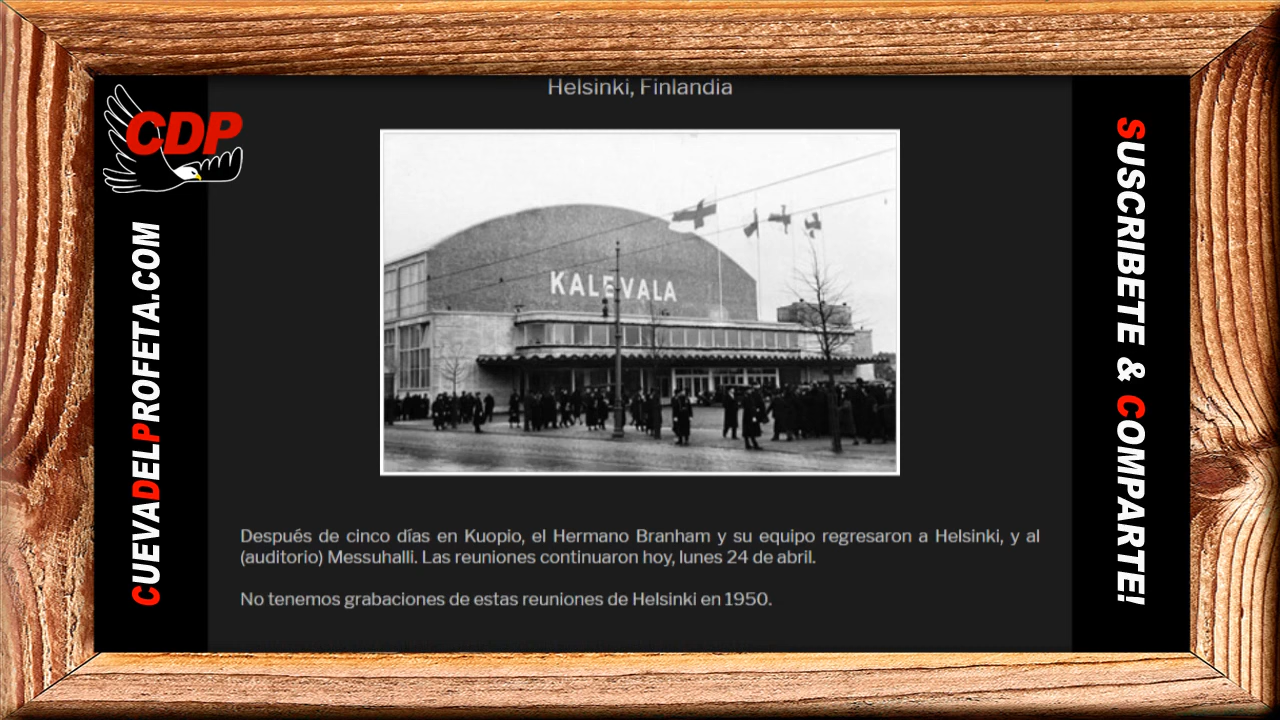 Helsinki, Finlandia
CDP
KALEVALA
CUEVADELPROFETA.COM
SUSCRIBETE & COMPARTE!
Después de cinco días en Kuopio, el Hermano Branham y su equipo regresaron a Helsinki, y al
(auditorio) Messuhalli. Las reuniones continuaron hoy, lunes 24 de abril.
No tenemos grabaciones de estas reuniones de Helsinki en 1950.